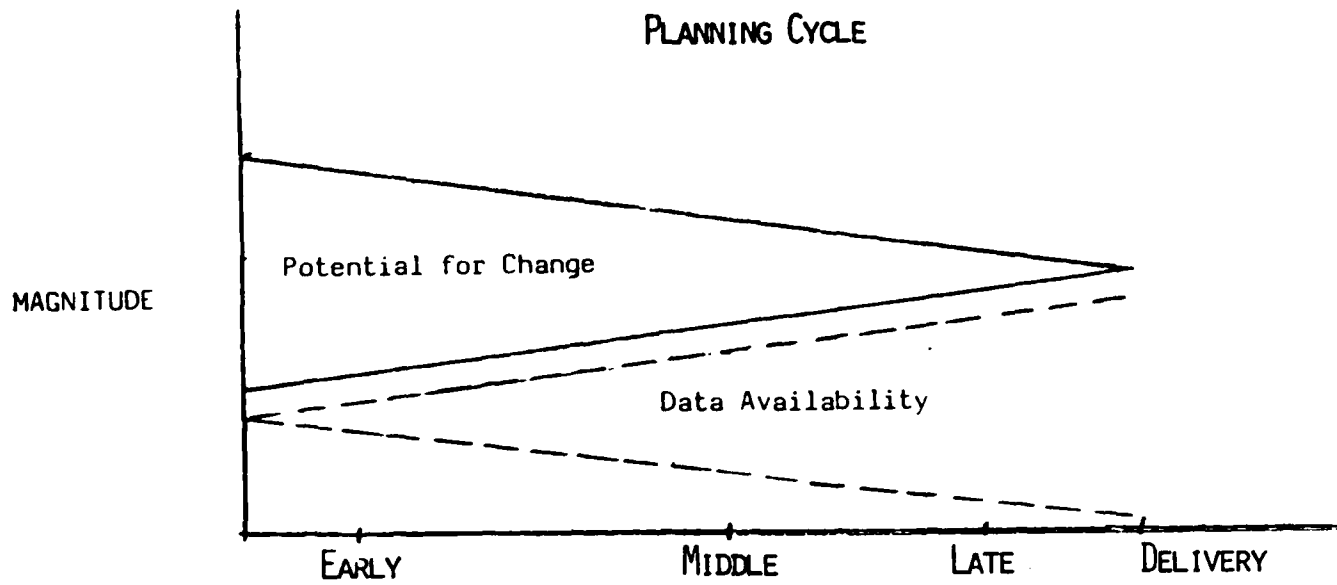 PLANNING CYCLE
Potential for Change
MAGNITUDE
Data Availability
EARLY MIDDLE LATE DELIVERY